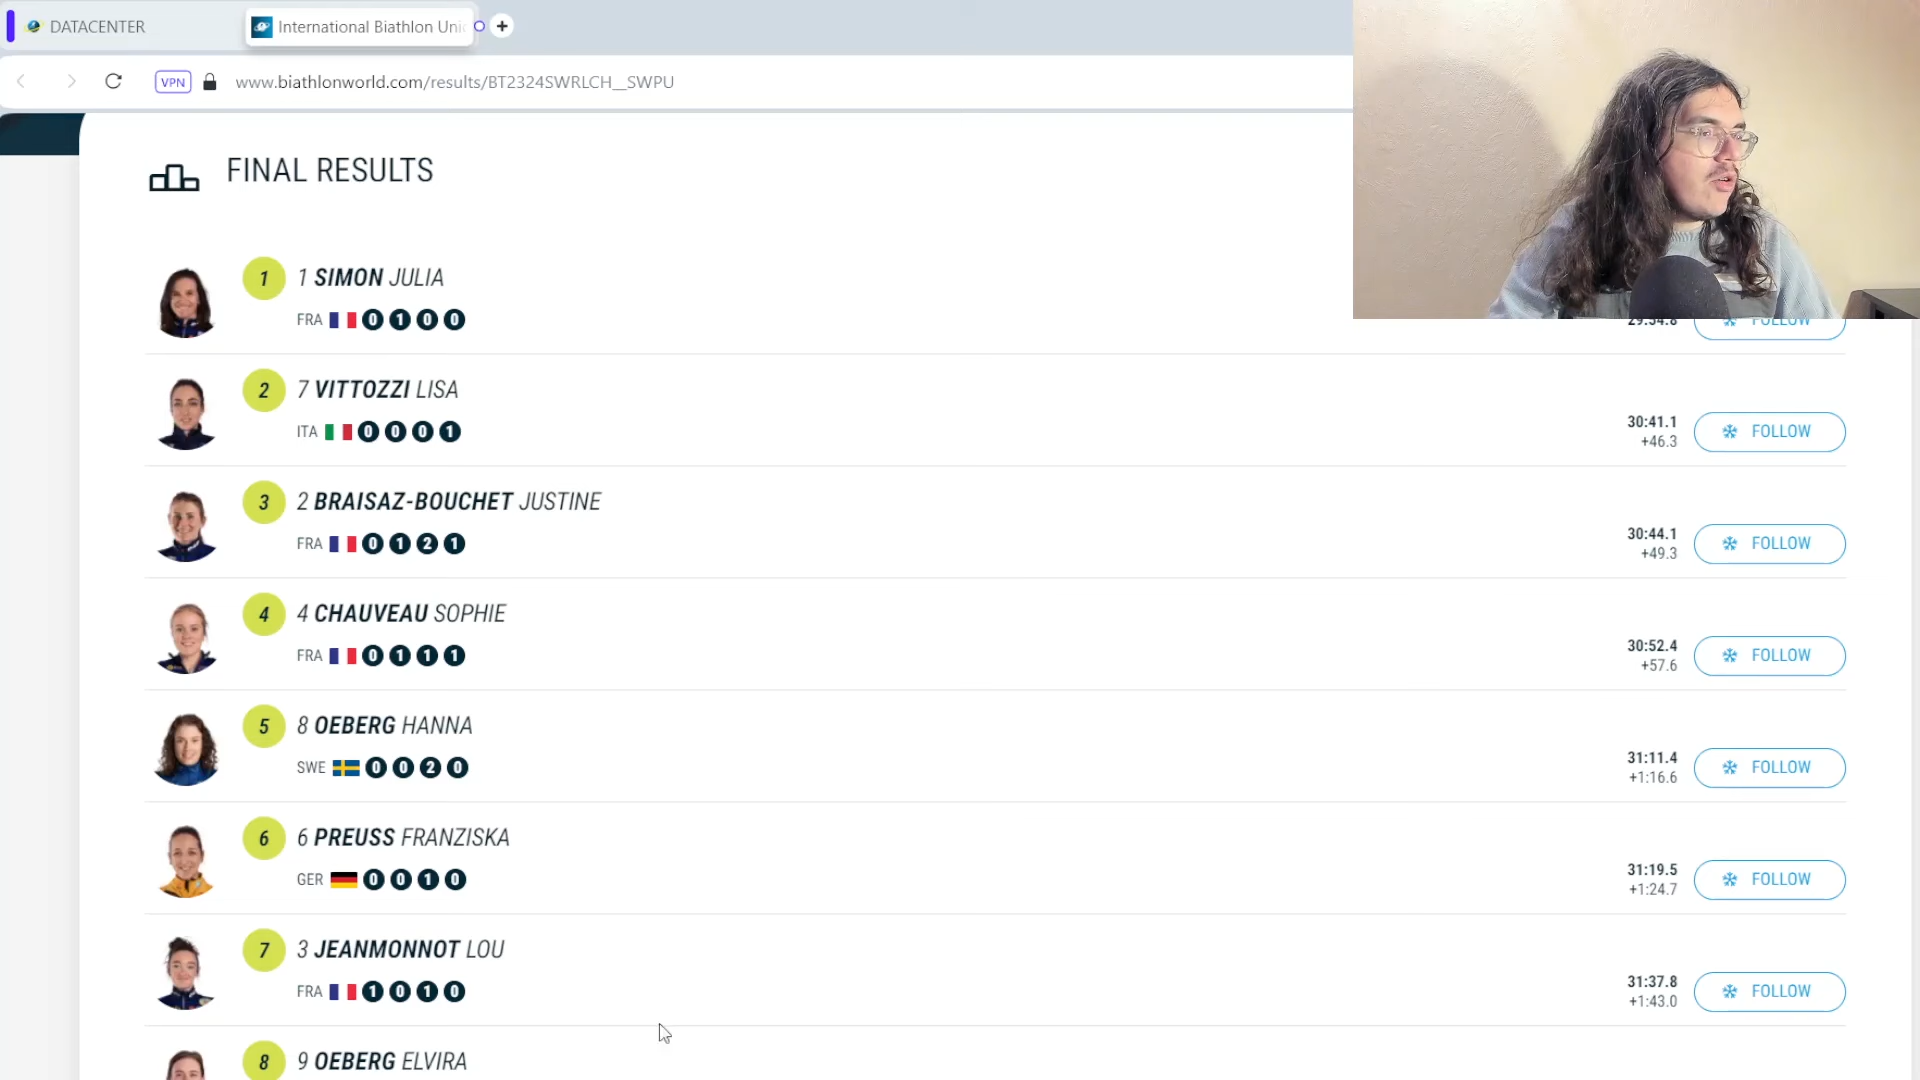 DATACENTER
International Biathlon Uni
VPN www.biathlonworld.com/results/BT2324SWRLCH__SWPU
FINAL RESULTS
1 1 SIMON JULIA
FRA 0 1 0 0
29:54.8 FOLLOW
2 7 VITTOZZI LISA
ITA 0 0 0 1
30:41.1
+46.3
FOLLOW
3 2 BRAISAZ-BOUCHET JUSTINE
FRA 0 1 2 1
30:44.1
+49.3
FOLLOW
4 4 CHAUVEAU SOPHIE
FRA 0 1 1 1
30:52.4
+57.6
FOLLOW
5 8 OEBERG HANNA
SWE 0 0 2 0
31:11.4
+1:16.6
FOLLOW
6 6 PREUSS FRANZISKA
GER 0 0 1 0
31:19.5
+1:24.7
FOLLOW
7 3 JEANMONNOT LOU
FRA 1 0 1 0
31:37.8
+1:43.0
FOLLOW
8 9 OEBERG ELVIRA